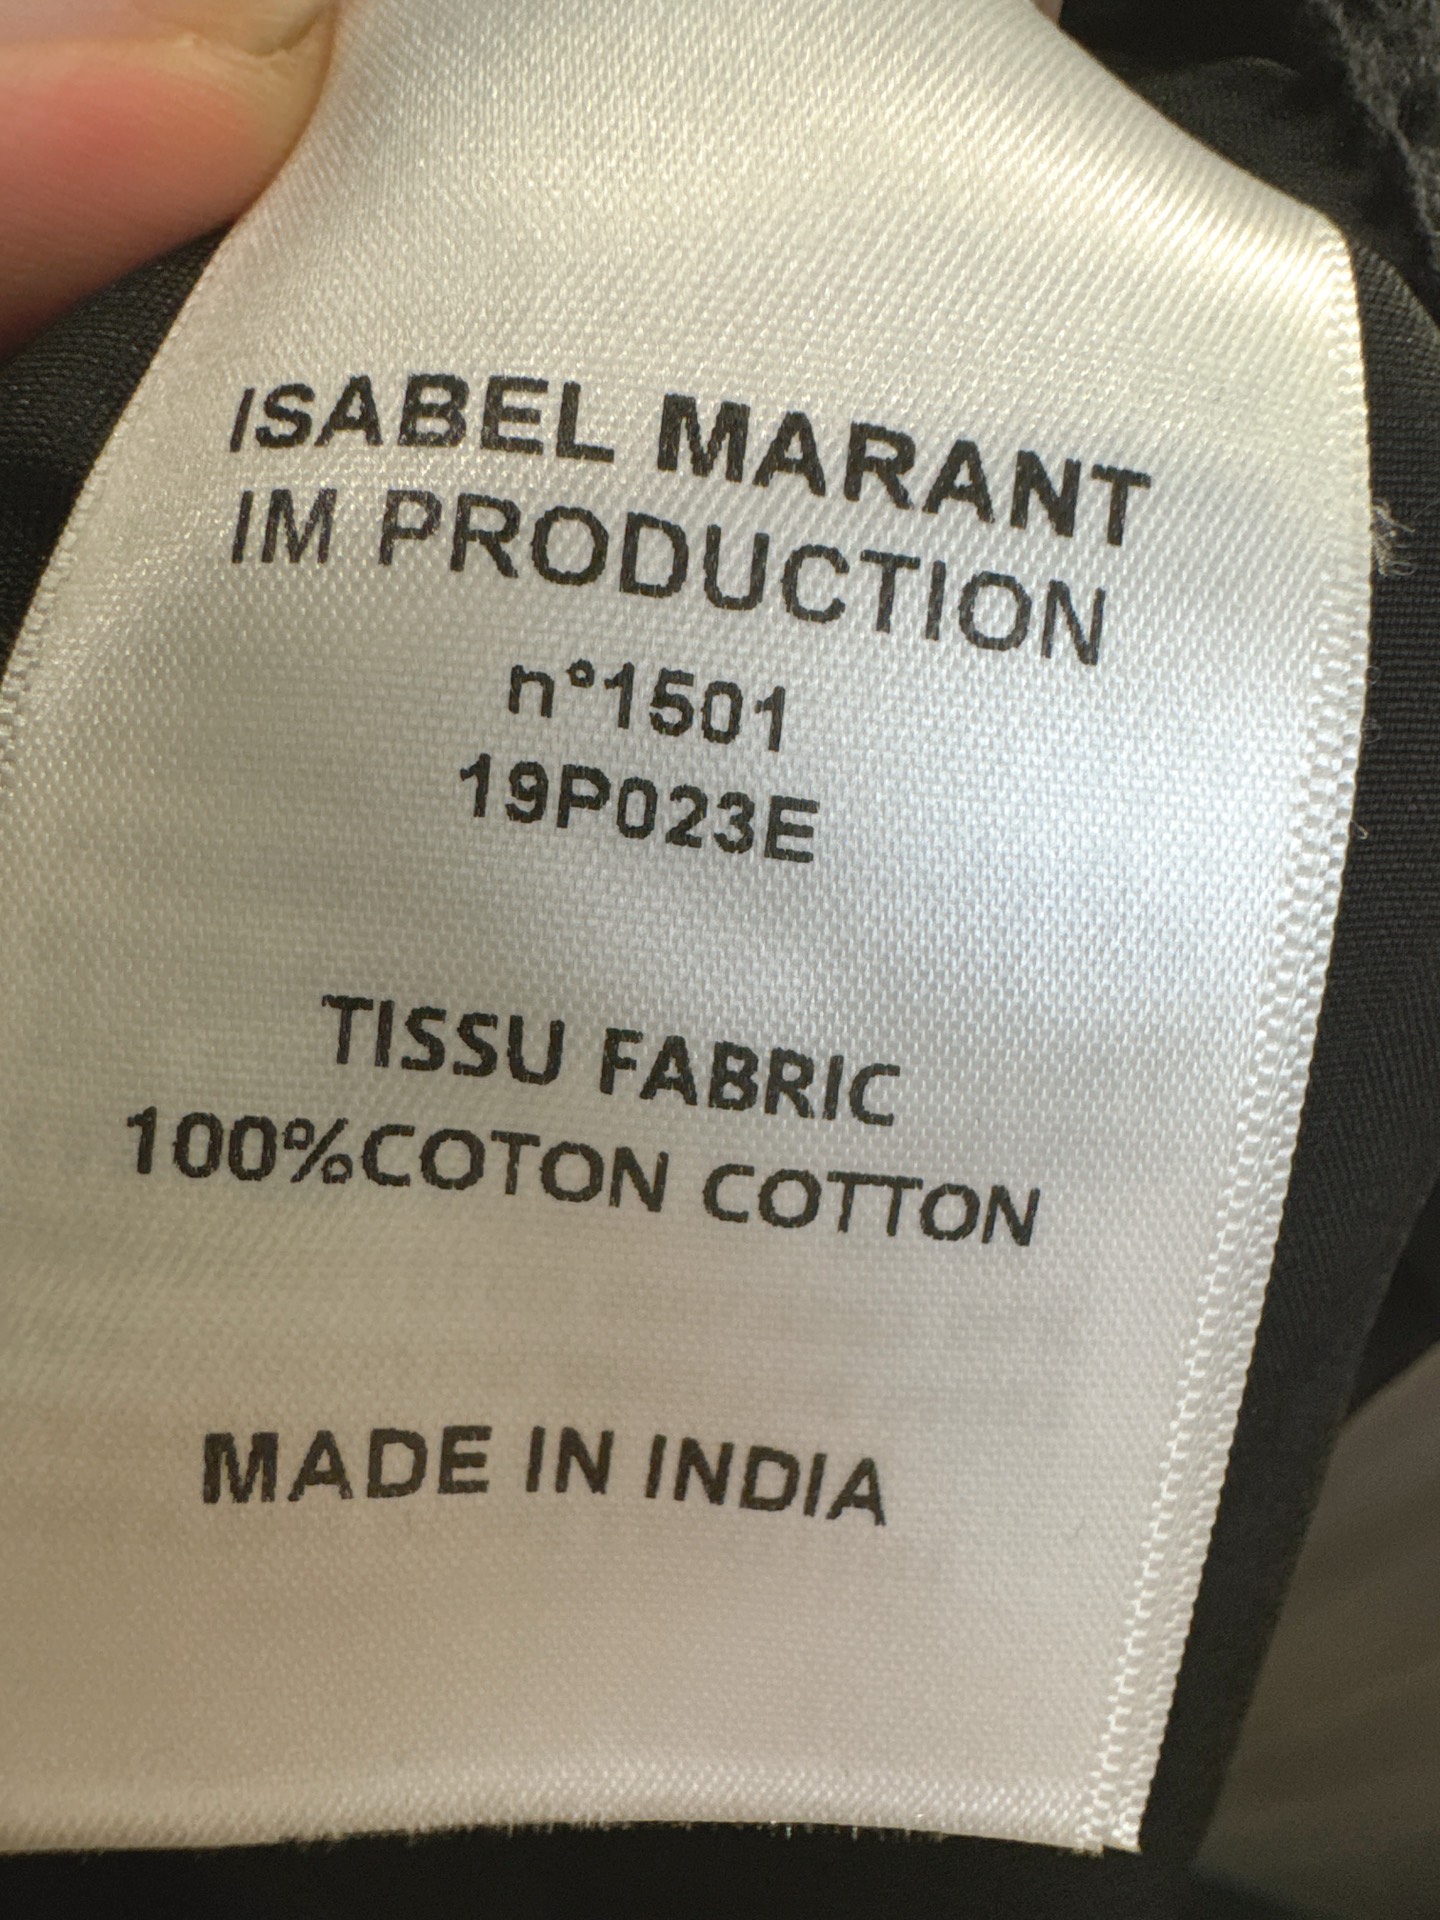 ISABEL MARANT
IM PRODUCTION
n°1501
19P023E
TISSU FABRIC
100%COTON COTTON
MADE IN INDIA